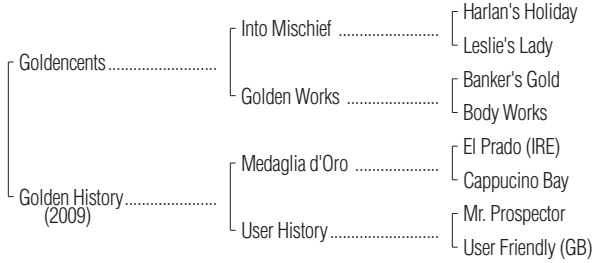 Harlan's Holiday
Into Mischief
Leslie's Lady
Goldencents
Banker's Gold
Golden Works
Body Works
El Prado (IRE)
Medaglia d'Oro
Cappucino Bay
Golden History
(2009)
Mr. Prospector
User History
User Friendly (GB)